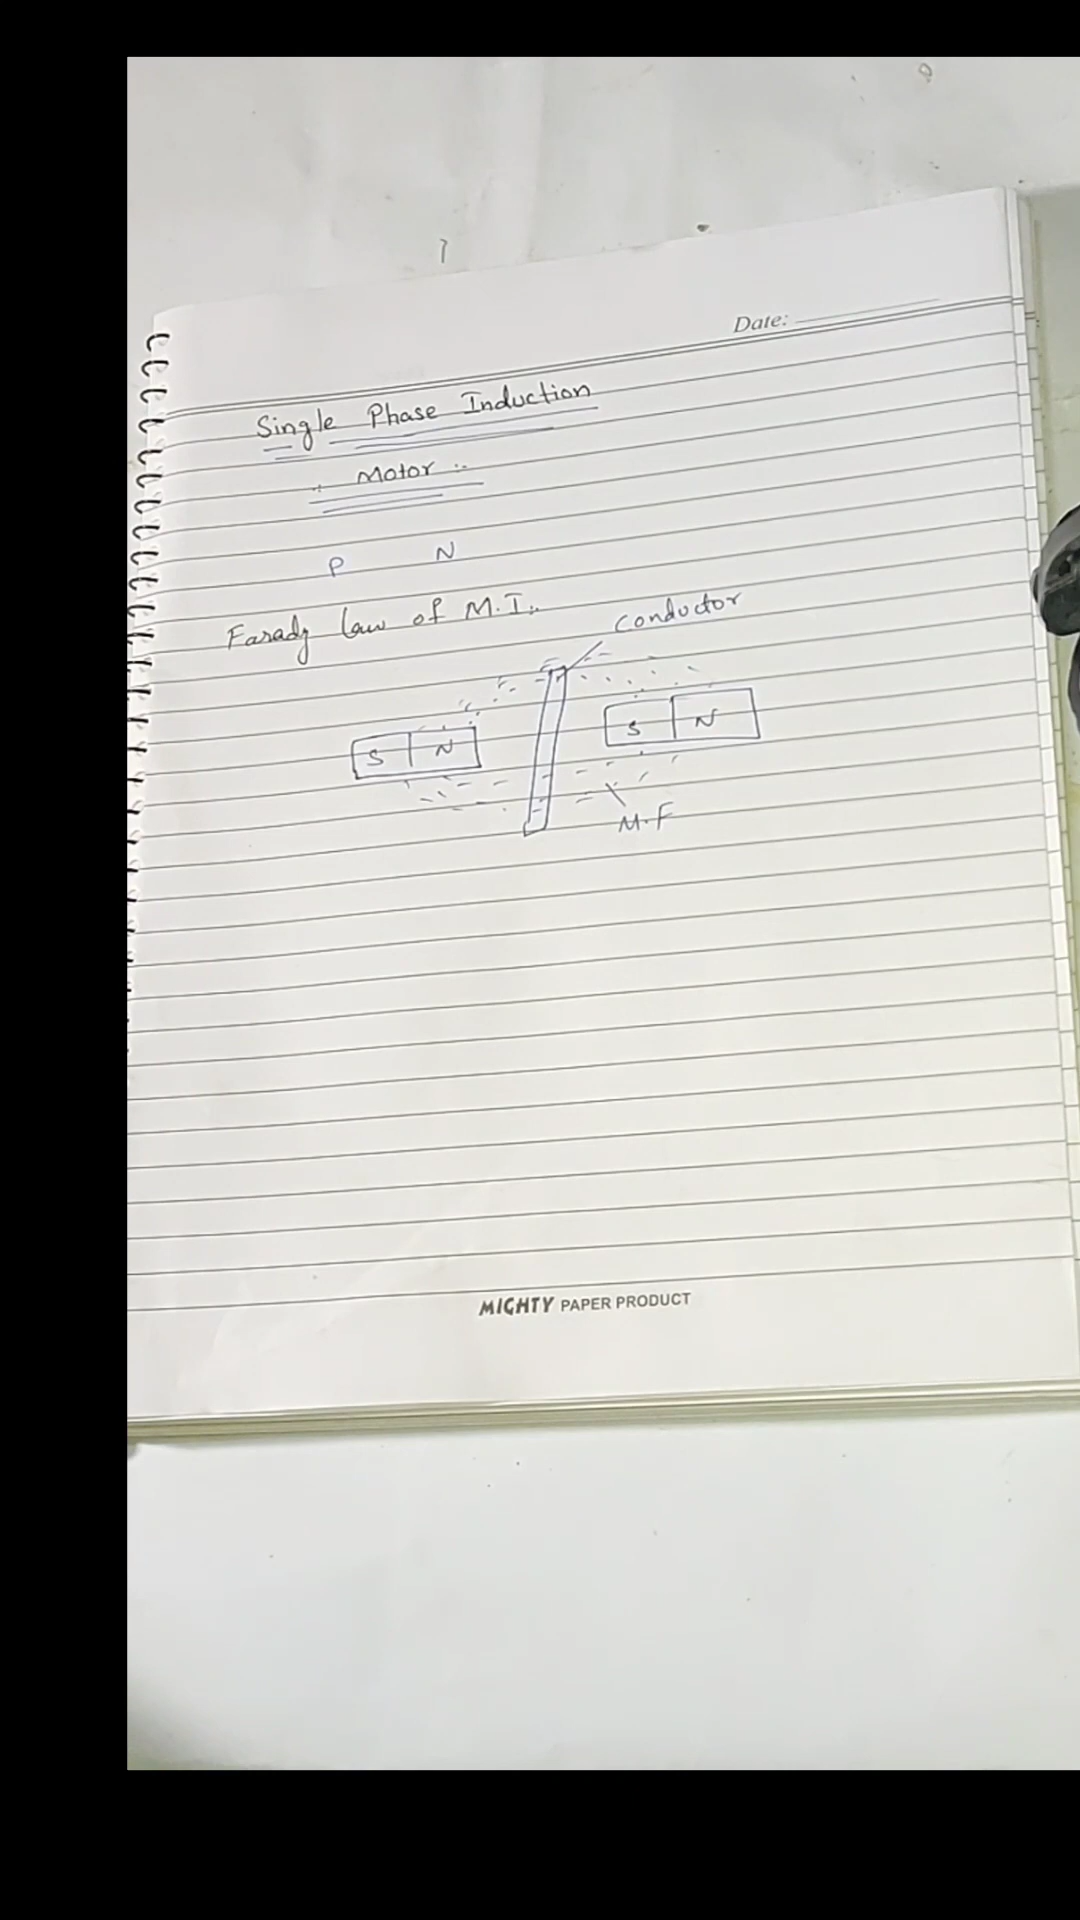 Date:
Single Phase Induction
Motor :-
P N
Farady law of M.I:.
Conductor
S N
S N
M.F
MIGHTY PAPER PRODUCT